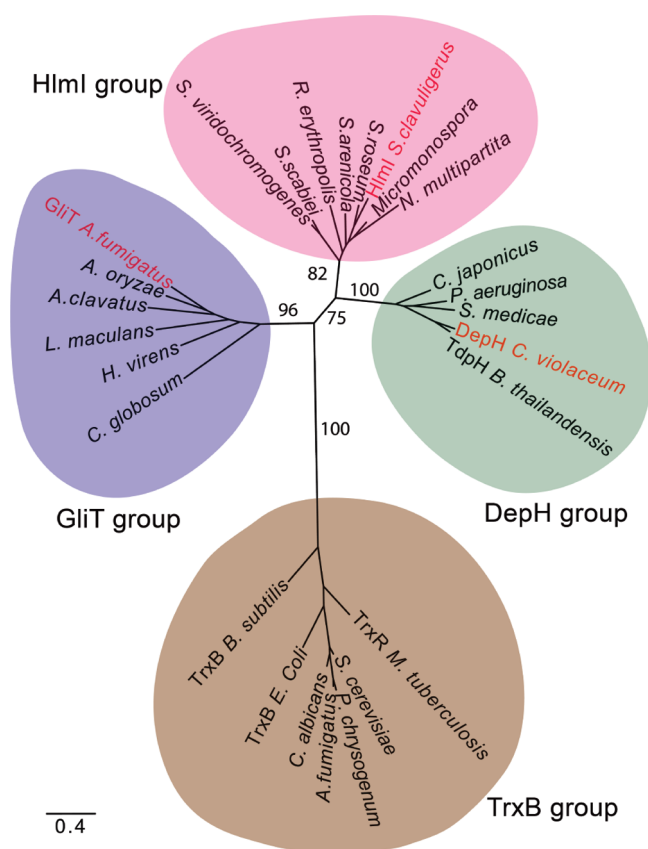 HlmI group
S. viridochromogenes
S.scabiei
R. erythropolis
S.arenicola
S.roseum
HlmI S.clavuligerus
Micromonospora
N. multipartita
GliT A.fumigatus
A. oryzae
A.clavatus
L. maculans
H. virens
C. globosum
GliT group
82
100
96
75
100
C. japonicus
P. aeruginosa
S. medicae
DepH C. violaceum
TdpH B. thailandensis
DepH group
TrxB B. subtilis
TrxB E. Coli
C. albicans
A.fumigatus
P. chrysogenum
S. cerevisiae
TrxR M. tuberculosis
TrxB group
0.4